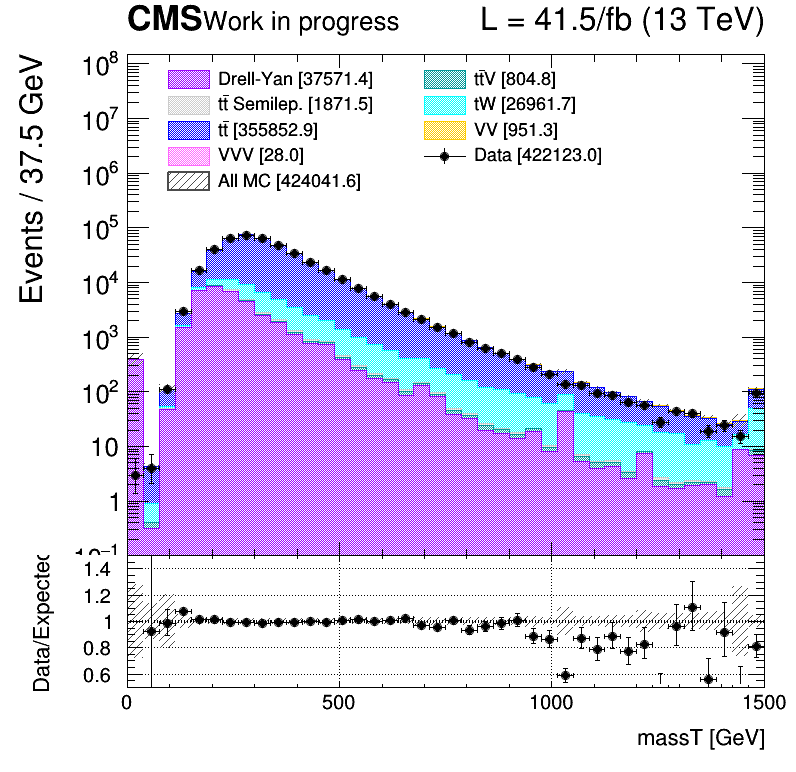 CMS Work in progress L = 41.5/fb (13 TeV)
Events / 37.5 GeV
10⁸
10⁷
10⁶
10⁵
10⁴
10³
10²
10
1
10⁻¹
Drell-Yan [37571.4]
tt̄ Semilep. [1871.5]
tt̄ [355852.9]
VVV [28.0]
All MC [424041.6]
tt̄V [804.8]
tW [26961.7]
VV [951.3]
Data [422123.0]
Data/Expected
1.4
1.2
1
0.8
0.6
0 500 1000 1500
massT [GeV]